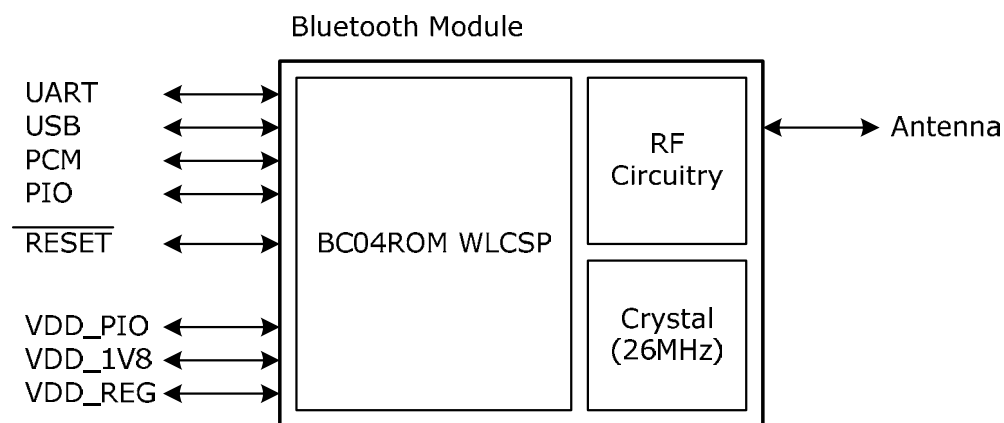 Bluetooth Module
UART
USB
PCM
PIO
RESET
VDD_PIO
VDD_1V8
VDD_REG
BC04ROM WLCSP
RF
Circuitry
Crystal
(26MHz)
Antenna